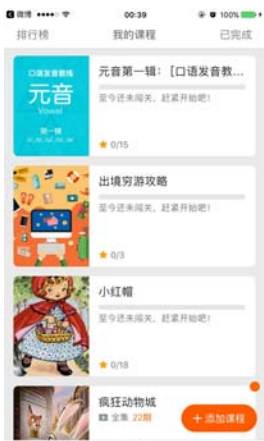 微博
00:39
100%
排行榜
我的课程
已完成
口语发音教练
元音
Vowel
第一辑
元音第一辑：［口语发音教...
至今还未闯关，赶紧开始吧！
0/15
出境穷游攻略
至今还未闯关，赶紧开始吧！
0/3
小红帽
至今还未闯关，赶紧开始吧！
0/18
疯狂动物城
全集 22期
+ 添加课程